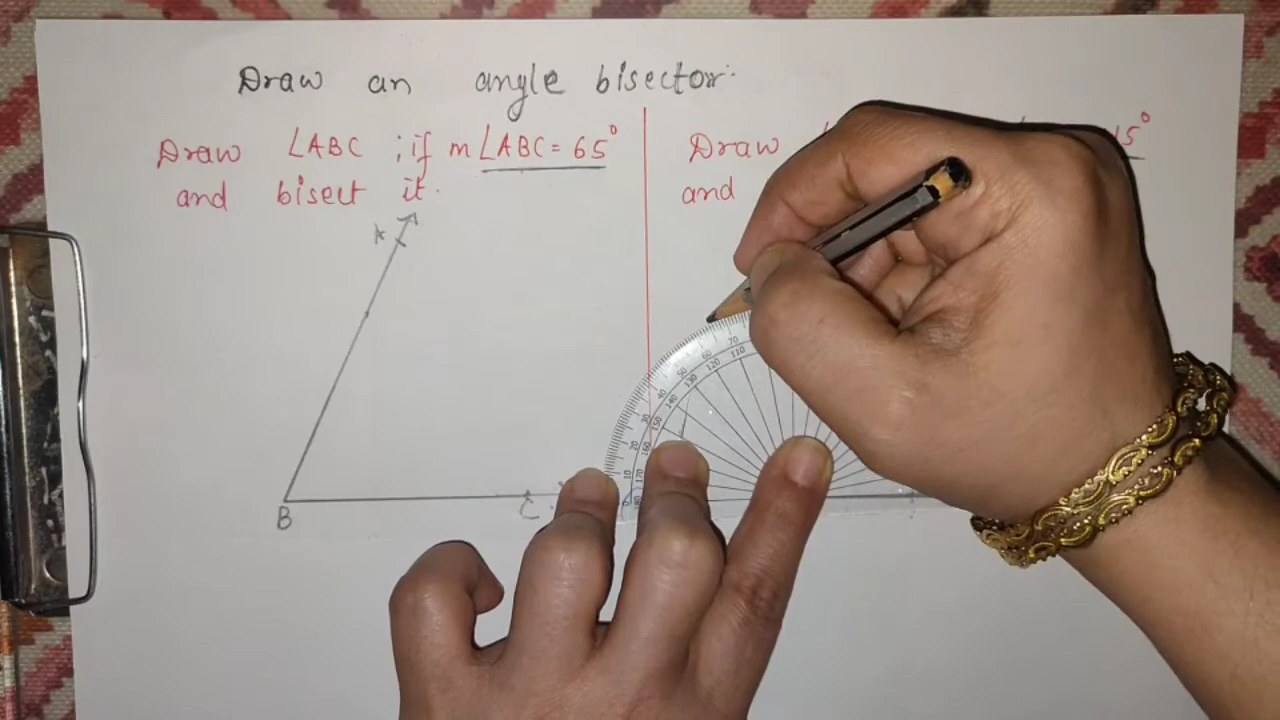 Draw an angle bisector.
Draw ∠ABC ; if m∠ABC = 65°
and bisect it.
Draw
and
A
B
C